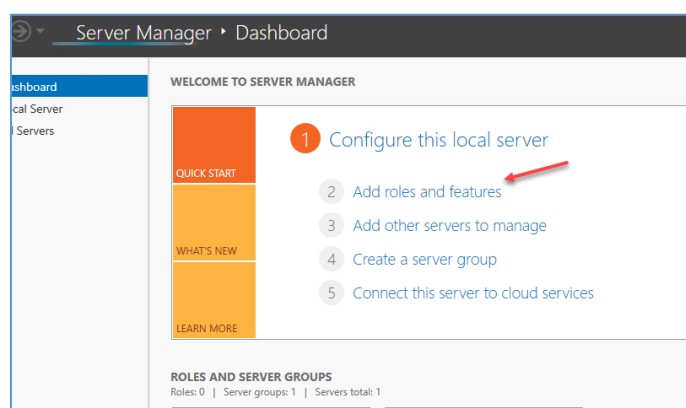 Server Manager ‣ Dashboard
ashboard
cal Server
l Servers
WELCOME TO SERVER MANAGER
QUICK START
WHAT'S NEW
LEARN MORE
1 Configure this local server
2 Add roles and features
3 Add other servers to manage
4 Create a server group
5 Connect this server to cloud services
ROLES AND SERVER GROUPS
Roles: 0 | Server groups: 1 | Servers total: 1